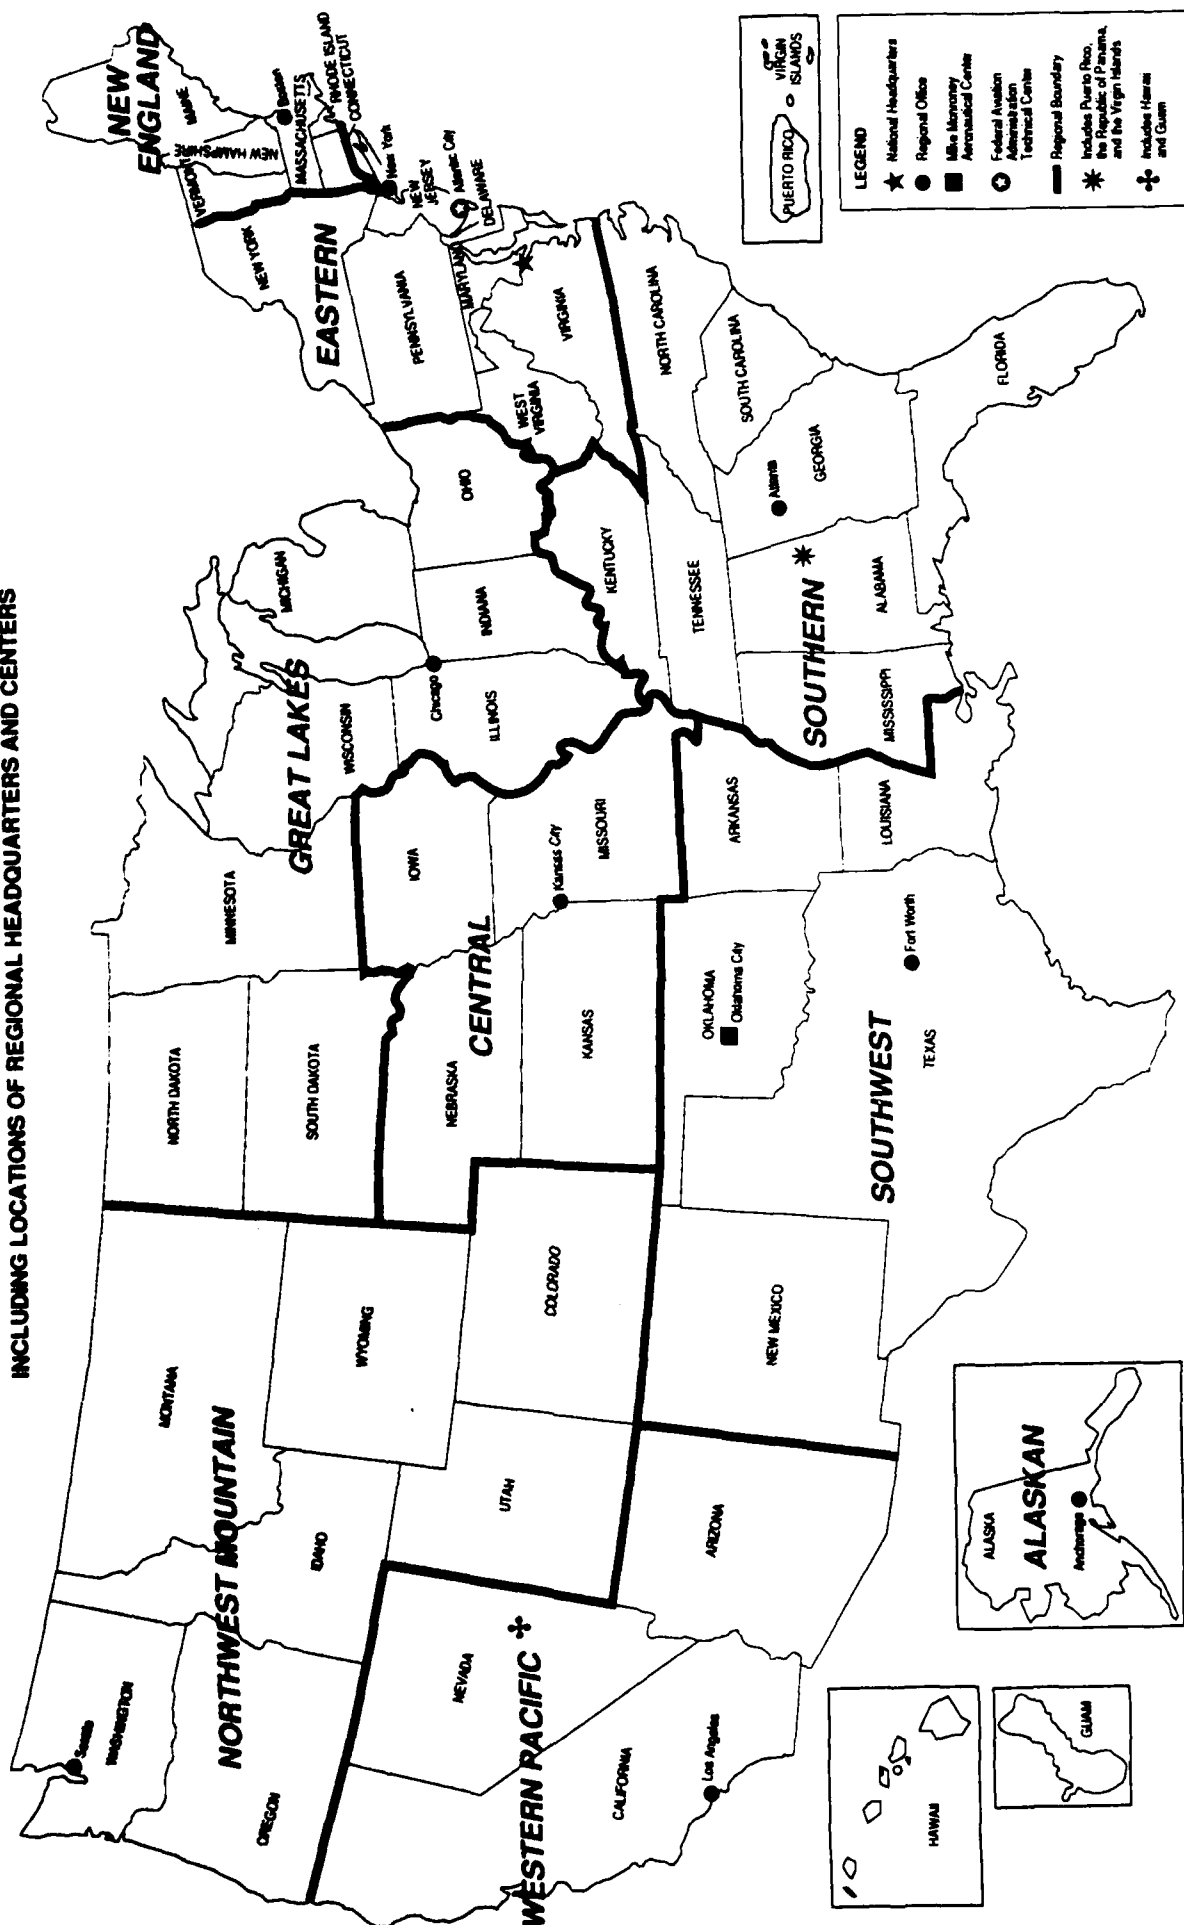 INCLUDING LOCATIONS OF REGIONAL HEADQUARTERS AND CENTERS
NORTHWEST MOUNTAIN
Seattle
WASHINGTON
OREGON
IDAHO
MONTANA
WYOMING
UTAH
COLORADO
WESTERN PACIFIC
NEVADA
CALIFORNIA
Los Angeles
ARIZONA
HAWAII
GUAM
ALASKAN
ALASKA
Anchorage
GREAT LAKES
NORTH DAKOTA
SOUTH DAKOTA
MINNESOTA
WISCONSIN
MICHIGAN
Chicago
ILLINOIS
INDIANA
OHIO
CENTRAL
NEBRASKA
IOWA
KANSAS
Kansas City
MISSOURI
SOUTHWEST
NEW MEXICO
OKLAHOMA
Oklahoma City
TEXAS
Fort Worth
ARKANSAS
LOUISIANA
SOUTHERN
KENTUCKY
TENNESSEE
MISSISSIPPI
ALABAMA
Atlanta
GEORGIA
FLORIDA
SOUTH CAROLINA
NORTH CAROLINA
EASTERN
NEW YORK
PENNSYLVANIA
WEST
VIRGINIA
VIRGINIA
MARYLAND
DELAWARE
Atlantic City
NEW
JERSEY
New York
NEW
ENGLAND
VERMONT
NEW HAMPSHIRE
MAINE
Boston
MASSACHUSETTS
RHODE ISLAND
CONNECTICUT
PUERTO RICO
VIRGIN
ISLANDS
LEGEND
National Headquarters
Regional Office
Mike Monroney
Aeronautical Center
Federal Aviation
Administration
Technical Center
Regional Boundary
Includes Puerto Rico,
the Republic of Panama,
and the Virgin Islands
Includes Hawaii
and Guam